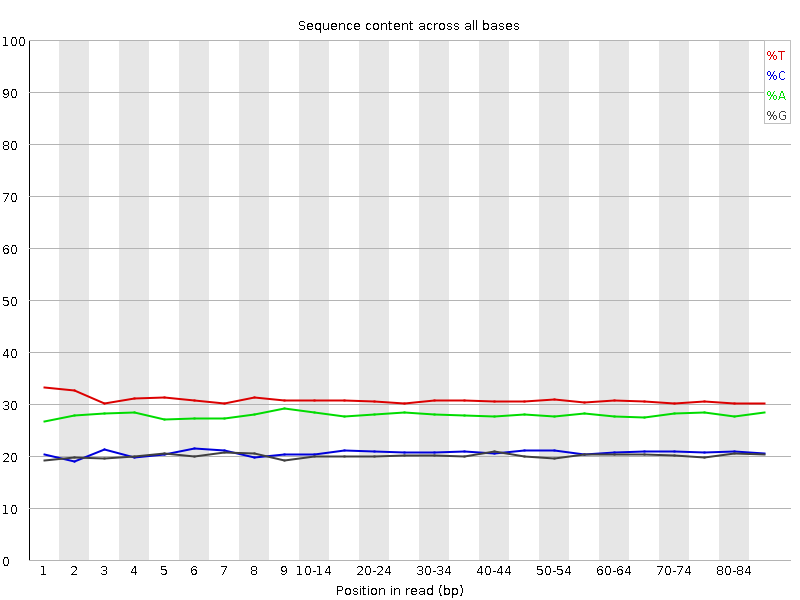 Sequence content across all bases
100
90
80
70
60
50
40
30
20
10
0
%T
%C
%A
%G
1 2 3 4 5 6 7 8 9 10-14 20-24 30-34 40-44 50-54 60-64 70-74 80-84
Position in read (bp)